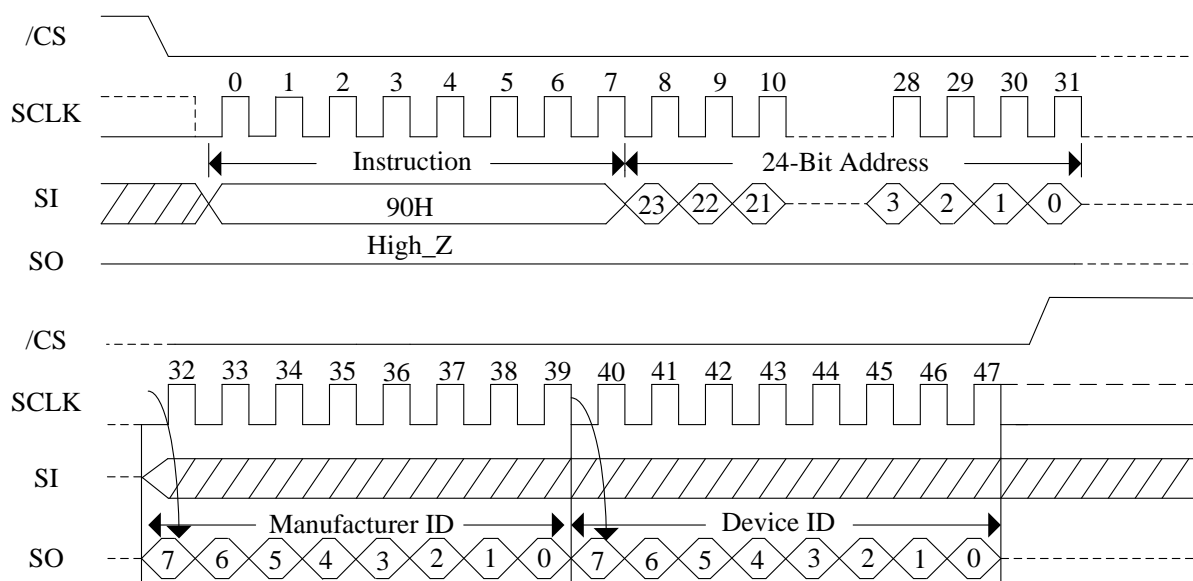 /CS
0 1 2 3 4 5 6 7 8 9 10 28 29 30 31
SCLK
Instruction 24-Bit Address
SI 90H 23 22 21 3 2 1 0
High_Z
SO
/CS
32 33 34 35 36 37 38 39 40 41 42 43 44 45 46 47
SCLK
SI
Manufacturer ID Device ID
SO 7 6 5 4 3 2 1 0 7 6 5 4 3 2 1 0